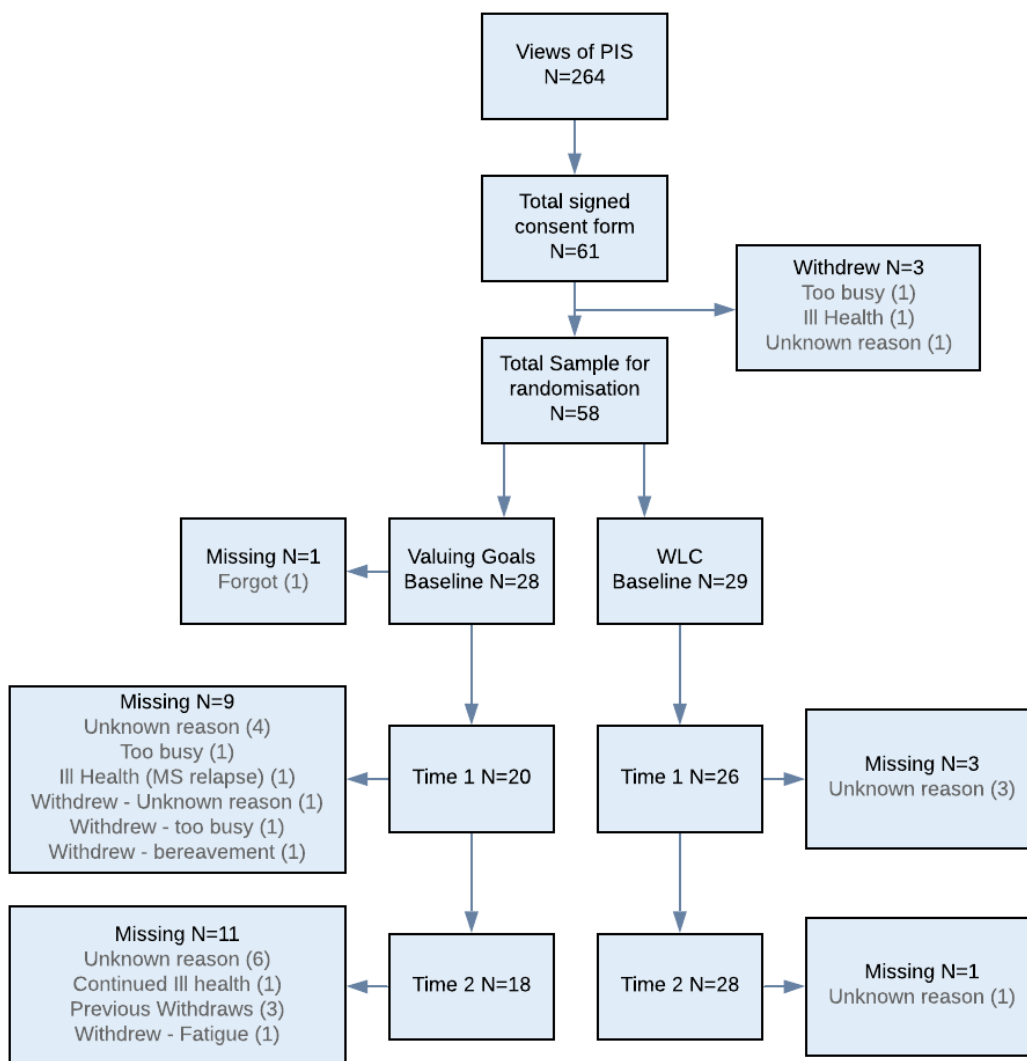 Views of PIS
N=264
Total signed
consent form
N=61
Withdrew N=3
Too busy (1)
Ill Health (1)
Unknown reason (1)
Total Sample for
randomisation
N=58
Missing N=1
Forgot (1)
Valuing Goals
Baseline N=28
WLC
Baseline N=29
Missing N=9
Unknown reason (4)
Too busy (1)
Ill Health (MS relapse) (1)
Withdrew - Unknown reason (1)
Withdrew - too busy (1)
Withdrew - bereavement (1)
Time 1 N=20
Time 1 N=26
Missing N=3
Unknown reason (3)
Missing N=11
Unknown reason (6)
Continued Ill health (1)
Previous Withdraws (3)
Withdrew - Fatigue (1)
Time 2 N=18
Time 2 N=28
Missing N=1
Unknown reason (1)